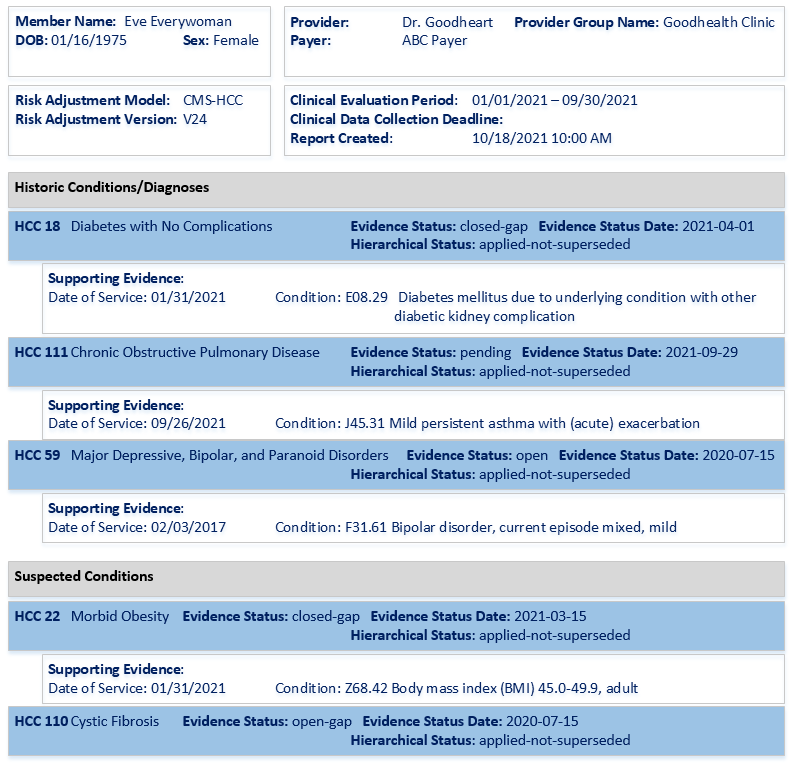 Member Name: Eve Everywoman
DOB: 01/16/1975 Sex: Female
Provider: Dr. Goodheart Provider Group Name: Goodhealth Clinic
Payer: ABC Payer
Risk Adjustment Model: CMS-HCC
Risk Adjustment Version: V24
Clinical Evaluation Period: 01/01/2021 – 09/30/2021
Clinical Data Collection Deadline:
Report Created: 10/18/2021 10:00 AM
Historic Conditions/Diagnoses
HCC 18 Diabetes with No Complications Evidence Status: closed-gap Evidence Status Date: 2021-04-01
Hierarchical Status: applied-not-superseded
Supporting Evidence:
Date of Service: 01/31/2021 Condition: E08.29 Diabetes mellitus due to underlying condition with other
diabetic kidney complication
HCC 111 Chronic Obstructive Pulmonary Disease Evidence Status: pending Evidence Status Date: 2021-09-29
Hierarchical Status: applied-not-superseded
Supporting Evidence:
Date of Service: 09/26/2021 Condition: J45.31 Mild persistent asthma with (acute) exacerbation
HCC 59 Major Depressive, Bipolar, and Paranoid Disorders Evidence Status: open Evidence Status Date: 2020-07-15
Hierarchical Status: applied-not-superseded
Supporting Evidence:
Date of Service: 02/03/2017 Condition: F31.61 Bipolar disorder, current episode mixed, mild
Suspected Conditions
HCC 22 Morbid Obesity Evidence Status: closed-gap Evidence Status Date: 2021-03-15
Hierarchical Status: applied-not-superseded
Supporting Evidence:
Date of Service: 01/31/2021 Condition: Z68.42 Body mass index (BMI) 45.0-49.9, adult
HCC 110 Cystic Fibrosis Evidence Status: open-gap Evidence Status Date: 2020-07-15
Hierarchical Status: applied-not-superseded